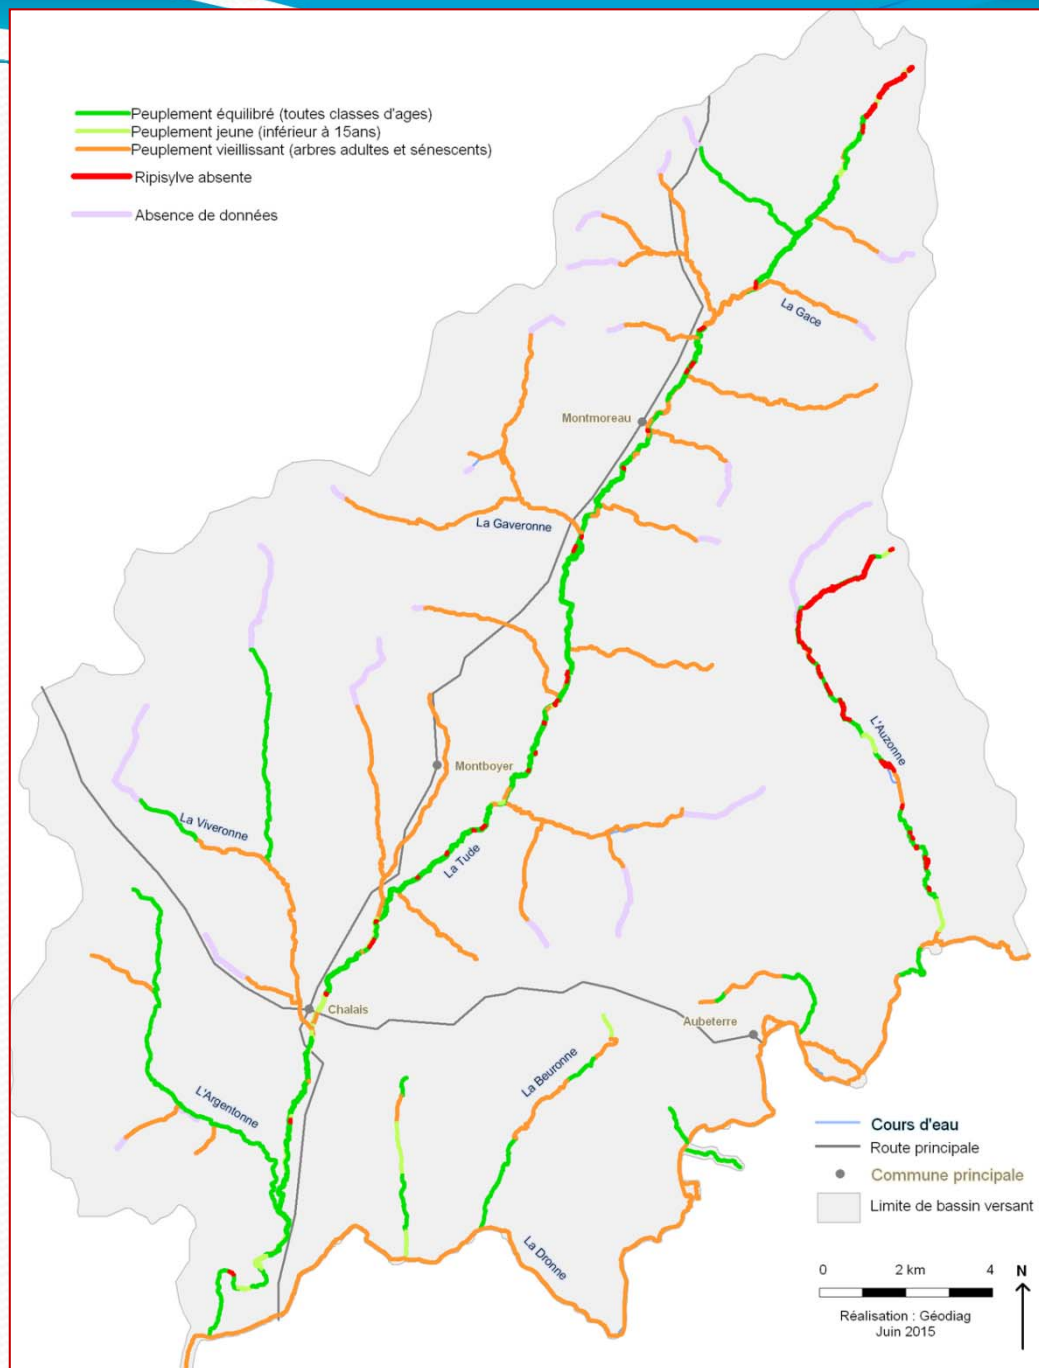 Peuplement équilibré (toutes classes d'ages)
Peuplement jeune (inférieur à 15ans)
Peuplement vieillissant (arbres adultes et sénescents)
Ripisylve absente
Absence de données
La Gace
Montmoreau
La Gaveronne
L'Auzonne
Montboyer
La Viveronne
La Tude
Chalais
Aubeterre
La Beuronne
L'Argentonne
La Dronne
Cours d'eau
Route principale
Commune principale
Limite de bassin versant
0 2 km 4
N
Réalisation : Géodiag
Juin 2015